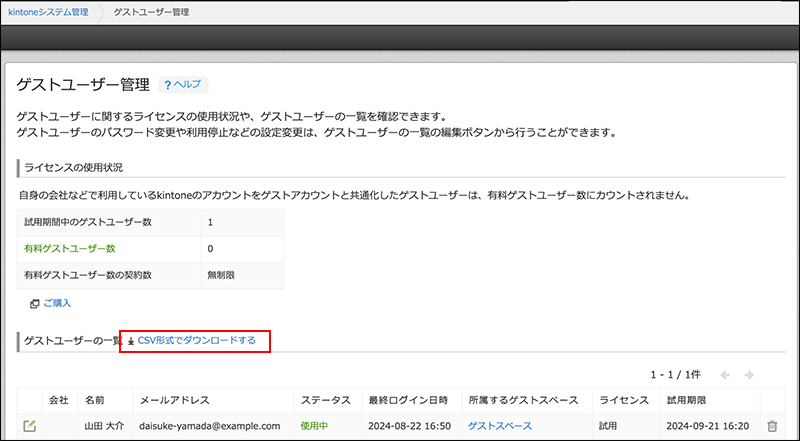 kintoneシステム管理 ゲストユーザー管理
ゲストユーザー管理 ?ヘルプ
ゲストユーザーに関するライセンスの使用状況や、ゲストユーザーの一覧を確認できます。
ゲストユーザーのパスワード変更や利用停止などの設定変更は、ゲストユーザーの一覧の編集ボタンから行うことができます。
ライセンスの使用状況
自身の会社などで利用しているkintoneのアカウントをゲストアカウントと共通化したゲストユーザーは、有料ゲストユーザー数にカウントされません。
試用期間中のゲストユーザー数 1
有料ゲストユーザー数 0
有料ゲストユーザー数の契約数 無制限
ご購入
ゲストユーザーの一覧 CSV形式でダウンロードする
1 - 1 / 1件
会社 名前 メールアドレス ステータス 最終ログイン日時 所属するゲストスペース ライセンス 試用期限
山田 大介 daisuke-yamada@example.com 使用中 2024-08-22 16:50 ゲストスペース 試用 2024-09-21 16:20